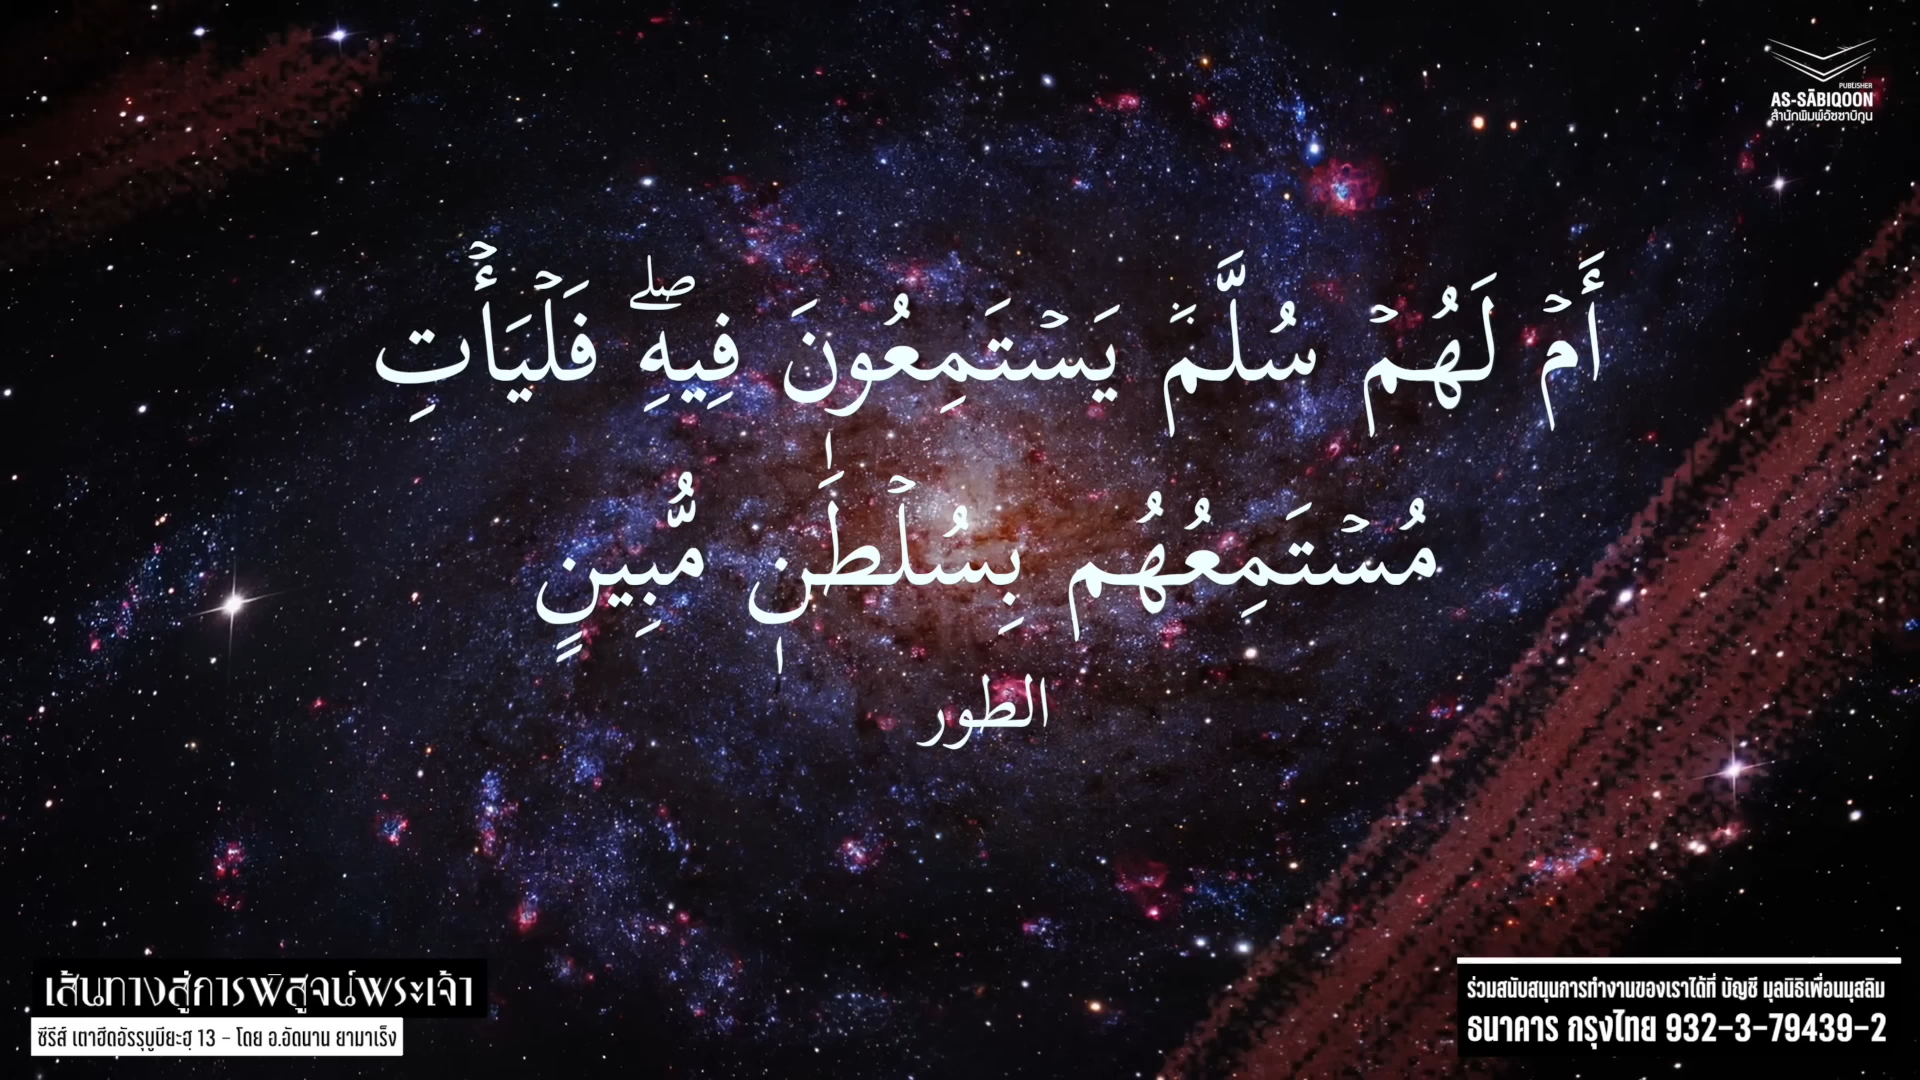 PUBLISHER
AS-SĀBIQOON
สำนักพิมพ์อัซซาบิกูน
أَمۡ لَهُمۡ سُلَّمٞ يَسۡتَمِعُونَ فِيهِۖ فَلۡيَأۡتِ
مُسۡتَمِعُهُم بِسُلۡطَٰنٖ مُّبِينٍ
الطور
เส้นทางสู่การพิสูจน์พระเจ้า
ซีรีส์ เตาฮีดอัรรุบูบียะฮฺ 13 - โดย อ.อัดนาน ยามาเร็ง
ร่วมสนับสนุนการทำงานของเราได้ที่ บัญชี มุลนิธิเพื่อนมุสลิม
ธนาคาร กรุงไทย 932-3-79439-2